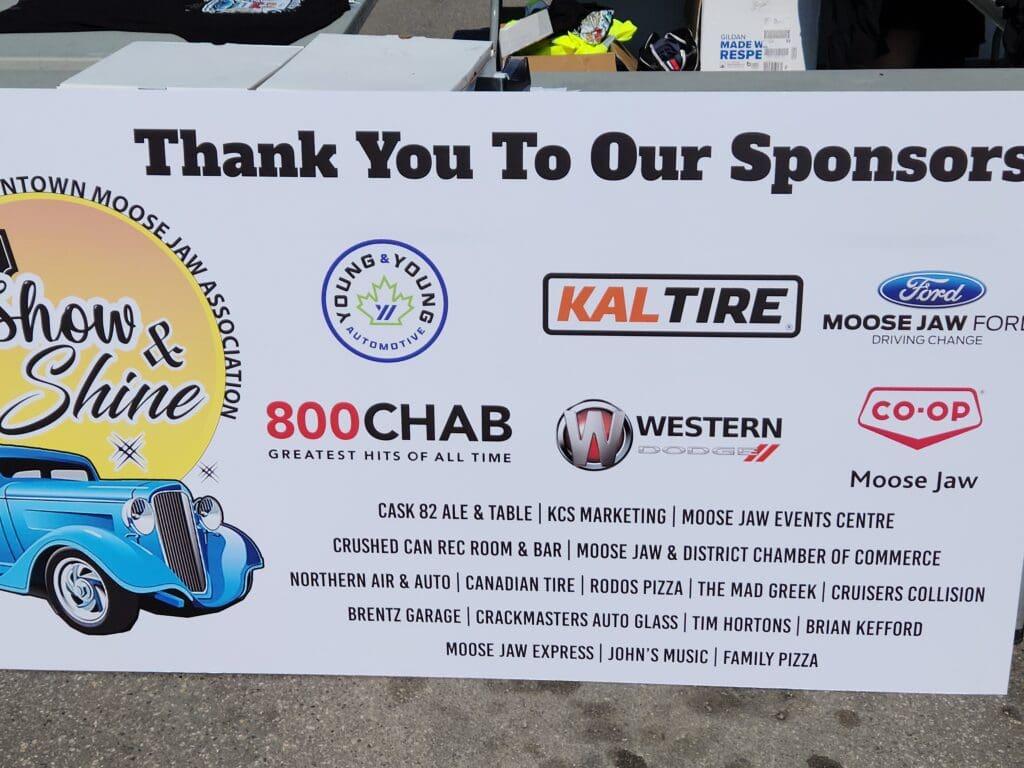 GILDAN
MADE W
RESPE
Thank You To Our Sponsors
NTOWN MOOSE JAW ASSOCIATION
Show
&
Shine
YOUNG & YOUNG
AUTOMOTIVE
KALTIRE
Ford
MOOSE JAW FORD
DRIVING CHANGE
800CHAB
GREATEST HITS OF ALL TIME
W WESTERN
DODGE
CO-OP
Moose Jaw
CASK 82 ALE & TABLE | KCS MARKETING | MOOSE JAW EVENTS CENTRE
CRUSHED CAN REC ROOM & BAR | MOOSE JAW & DISTRICT CHAMBER OF COMMERCE
NORTHERN AIR & AUTO | CANADIAN TIRE | RODOS PIZZA | THE MAD GREEK | CRUISERS COLLISION
BRENTZ GARAGE | CRACKMASTERS AUTO GLASS | TIM HORTONS | BRIAN KEFFORD
MOOSE JAW EXPRESS | JOHN'S MUSIC | FAMILY PIZZA